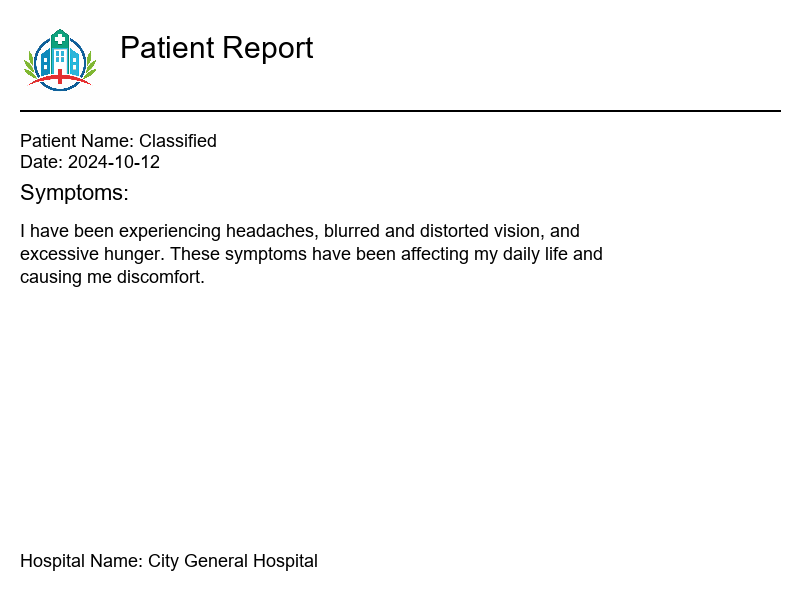 Patient Report
Patient Name: Classified
Date: 2024-10-12
Symptoms:
I have been experiencing headaches, blurred and distorted vision, and
excessive hunger. These symptoms have been affecting my daily life and
causing me discomfort.
Hospital Name: City General Hospital